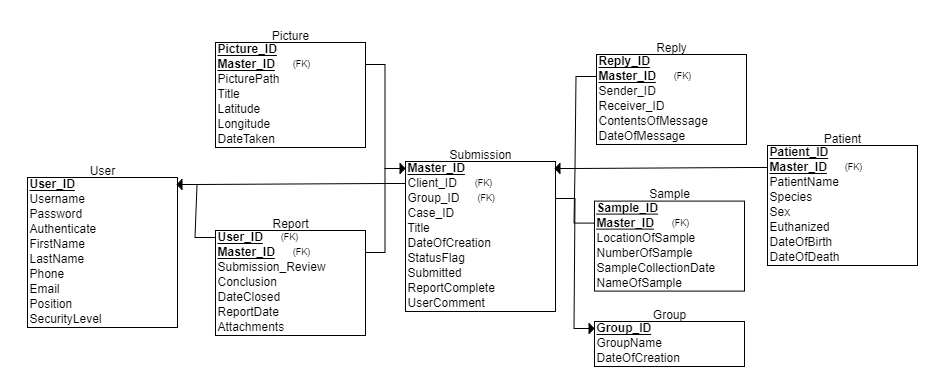 Picture
Picture_ID
Master_ID (FK)
PicturePath
Title
Latitude
Longitude
DateTaken
Reply
Reply_ID
Master_ID (FK)
Sender_ID
Receiver_ID
ContentsOfMessage
DateOfMessage
Patient
Patient_ID
Master_ID (FK)
PatientName
Species
Sex
Euthanized
DateOfBirth
DateOfDeath
Submission
Master_ID
Client_ID (FK)
Group_ID (FK)
Case_ID
Title
DateOfCreation
StatusFlag
Submitted
ReportComplete
UserComment
User
User_ID
Username
Password
Authenticate
FirstName
LastName
Phone
Email
Position
SecurityLevel
Report
User_ID (FK)
Master_ID (FK)
Submission_Review
Conclusion
DateClosed
ReportDate
Attachments
Sample
Sample_ID
Master_ID (FK)
LocationOfSample
NumberOfSample
SampleCollectionDate
NameOfSample
Group
Group_ID
GroupName
DateOfCreation